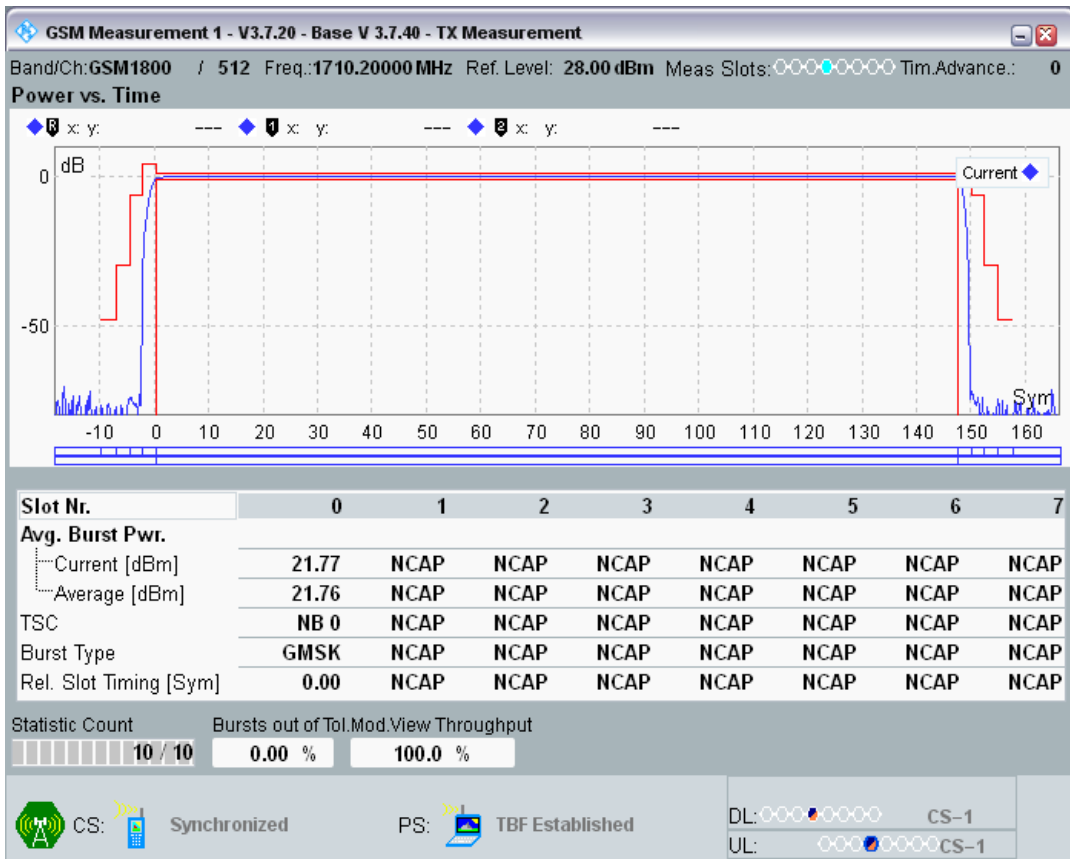 GSM Measurement 1 - V3.7.20 - Base V 3.7.40 - TX Measurement
Band/Ch:GSM1800 / 512 Freq.:1710.20000 MHz Ref. Level: 28.00 dBm Meas Slots: Tim.Advance.: 0
Power vs. Time
R x: y: --- 1 x: y: --- 2 x: y: ---
dB
Current
0
-50
Sym
-10 0 10 20 30 40 50 60 70 80 90 100 110 120 130 140 150 160
Slot Nr. 0 1 2 3 4 5 6 7
Avg. Burst Pwr.
Current [dBm] 21.77 NCAP NCAP NCAP NCAP NCAP NCAP NCAP
Average [dBm] 21.76 NCAP NCAP NCAP NCAP NCAP NCAP NCAP
TSC NB 0 NCAP NCAP NCAP NCAP NCAP NCAP NCAP
Burst Type GMSK NCAP NCAP NCAP NCAP NCAP NCAP NCAP
Rel. Slot Timing [Sym] 0.00 NCAP NCAP NCAP NCAP NCAP NCAP NCAP
Statistic Count Bursts out of Tol.Mod.View Throughput
10 / 10 0.00 % 100.0 %
CS: Synchronized PS: TBF Established
DL: CS-1
UL: CS-1